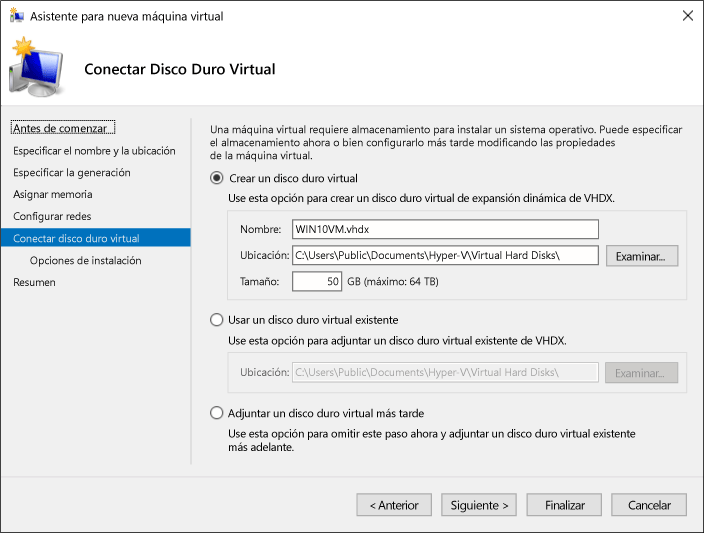 Asistente para nueva máquina virtual
Conectar Disco Duro Virtual
Antes de comenzar
Especificar el nombre y la ubicación
Especificar la generación
Asignar memoria
Configurar redes
Conectar disco duro virtual
Opciones de instalación
Resumen
Una máquina virtual requiere almacenamiento para instalar un sistema operativo. Puede especificar
el almacenamiento ahora o bien configurarlo más tarde modificando las propiedades
de la máquina virtual.
Crear un disco duro virtual
Use esta opción para crear un disco duro virtual de expansión dinámica de VHDX.
Nombre: WIN10VM.vhdx
Ubicación: C:\Users\Public\Documents\Hyper-V\Virtual Hard Disks\ Examinar...
Tamaño: 50 GB (máximo: 64 TB)
Usar un disco duro virtual existente
Use esta opción para adjuntar un disco duro virtual existente de VHDX.
Ubicación: C:\Users\Public\Documents\Hyper-V\Virtual Hard Disks\ Examinar...
Adjuntar un disco duro virtual más tarde
Use esta opción para omitir este paso ahora y adjuntar un disco duro virtual existente
más adelante.
< Anterior Siguiente > Finalizar Cancelar